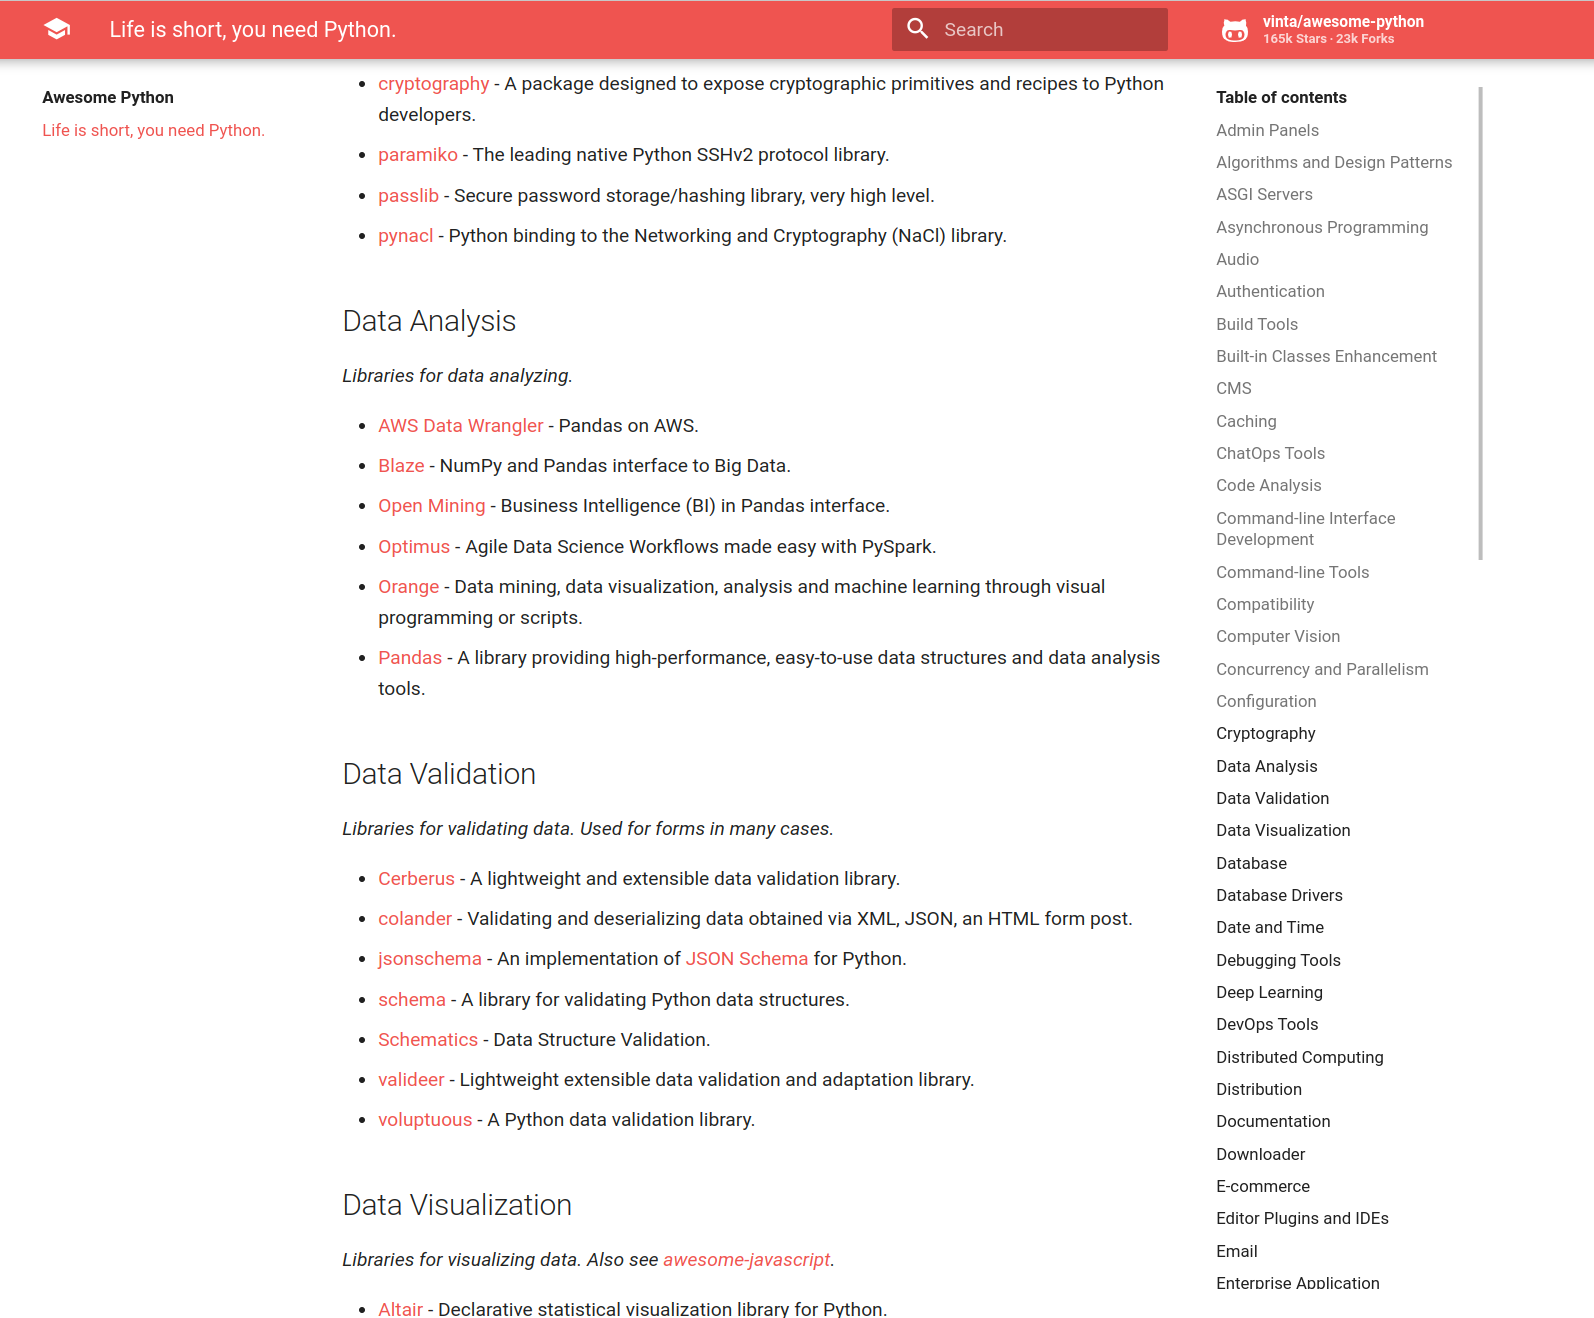 Life is short, you need Python.
Search
vinta/awesome-python
165k Stars · 23k Forks
Awesome Python
Life is short, you need Python.
cryptography - A package designed to expose cryptographic primitives and recipes to Python
developers.
paramiko - The leading native Python SSHv2 protocol library.
passlib - Secure password storage/hashing library, very high level.
pynacl - Python binding to the Networking and Cryptography (NaCl) library.
Data Analysis
Libraries for data analyzing.
AWS Data Wrangler - Pandas on AWS.
Blaze - NumPy and Pandas interface to Big Data.
Open Mining - Business Intelligence (BI) in Pandas interface.
Optimus - Agile Data Science Workflows made easy with PySpark.
Orange - Data mining, data visualization, analysis and machine learning through visual
programming or scripts.
Pandas - A library providing high-performance, easy-to-use data structures and data analysis
tools.
Data Validation
Libraries for validating data. Used for forms in many cases.
Cerberus - A lightweight and extensible data validation library.
colander - Validating and deserializing data obtained via XML, JSON, an HTML form post.
jsonschema - An implementation of JSON Schema for Python.
schema - A library for validating Python data structures.
Schematics - Data Structure Validation.
valideer - Lightweight extensible data validation and adaptation library.
voluptuous - A Python data validation library.
Data Visualization
Libraries for visualizing data. Also see awesome-javascript.
Altair - Declarative statistical visualization library for Python.
Table of contents
Admin Panels
Algorithms and Design Patterns
ASGI Servers
Asynchronous Programming
Audio
Authentication
Build Tools
Built-in Classes Enhancement
CMS
Caching
ChatOps Tools
Code Analysis
Command-line Interface
Development
Command-line Tools
Compatibility
Computer Vision
Concurrency and Parallelism
Configuration
Cryptography
Data Analysis
Data Validation
Data Visualization
Database
Database Drivers
Date and Time
Debugging Tools
Deep Learning
DevOps Tools
Distributed Computing
Distribution
Documentation
Downloader
E-commerce
Editor Plugins and IDEs
Email
Enterprise Application